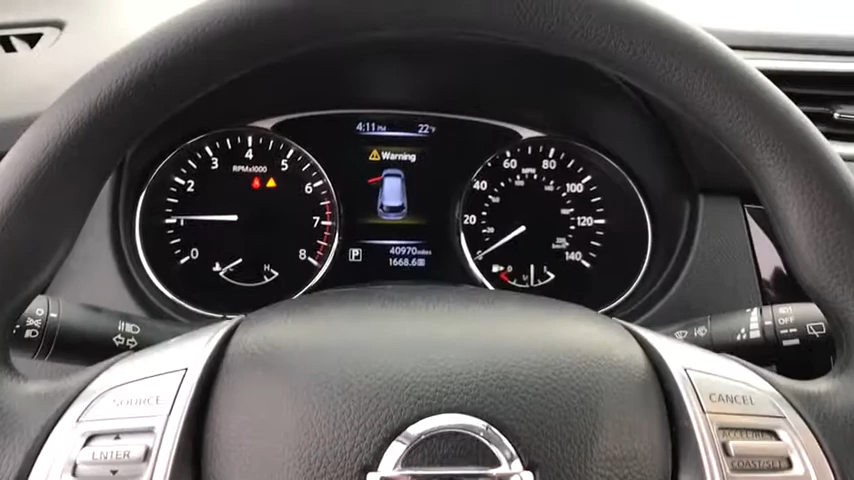 4:11 PM 22°F
Warning
RPMx1000
0 1 2 3 4 5 6 7 8
MPH
20 40 60 80 100 120 140
km/h
C H
P
40970 miles
1668.6
OFF
SOURCE
ENTER
CANCEL
ACCEL/RES
COAST/SET